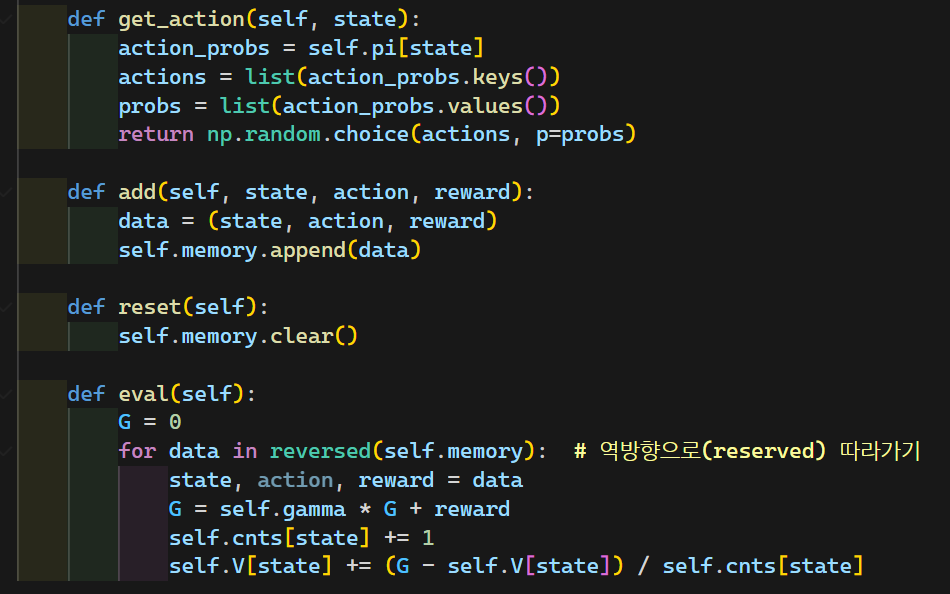 def get_action(self, state):
action_probs = self.pi[state]
actions = list(action_probs.keys())
probs = list(action_probs.values())
return np.random.choice(actions, p=probs)
def add(self, state, action, reward):
data = (state, action, reward)
self.memory.append(data)
def reset(self):
self.memory.clear()
def eval(self):
G = 0
for data in reversed(self.memory):  # 역방향으로(reserved) 따라가기
state, action, reward = data
G = self.gamma * G + reward
self.cnts[state] += 1
self.V[state] += (G - self.V[state]) / self.cnts[state]